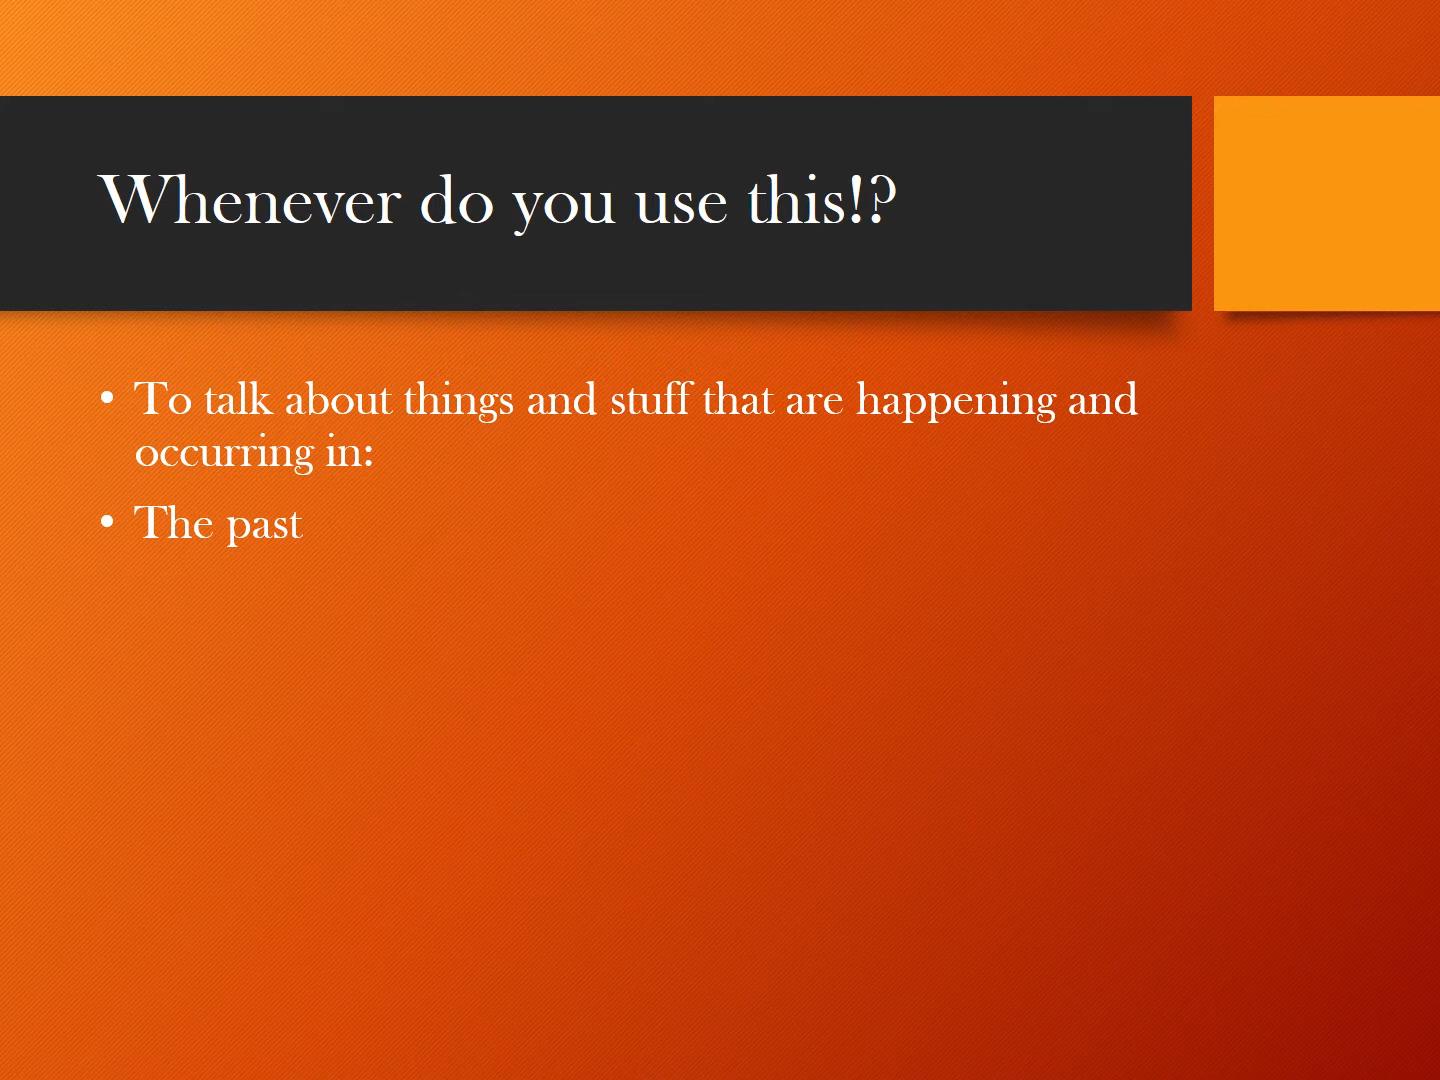 Whenever do you use this!?
• To talk about things and stuff that are happening and
occurring in:
• The past